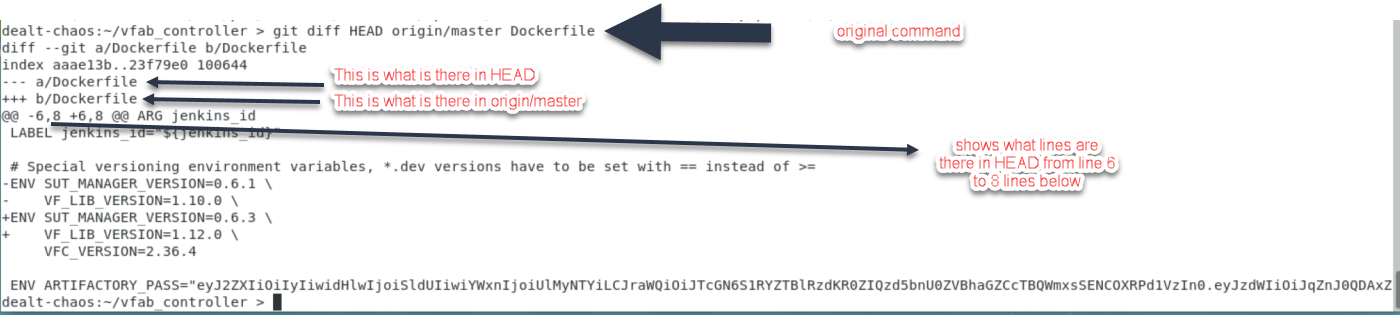 dealt-chaos:~/vfab_controller > git diff HEAD origin/master Dockerfile
original command
diff --git a/Dockerfile b/Dockerfile
index aaae13b..23f79e0 100644
--- a/Dockerfile
This is what is there in HEAD
+++ b/Dockerfile
This is what is there in origin/master
@@ -6,8 +6,8 @@ ARG jenkins_id
 LABEL jenkins_id="${jenkins_id}"
shows what lines are
there in HEAD from line 6
to 8 lines below
 # Special versioning environment variables, *.dev versions have to be set with == instead of >=
-ENV SUT_MANAGER_VERSION=0.6.1 \
-    VF_LIB_VERSION=1.10.0 \
+ENV SUT_MANAGER_VERSION=0.6.3 \
+    VF_LIB_VERSION=1.12.0 \
     VFC_VERSION=2.36.4
 ENV ARTIFACTORY_PASS="
dealt-chaos:~/vfab_controller >